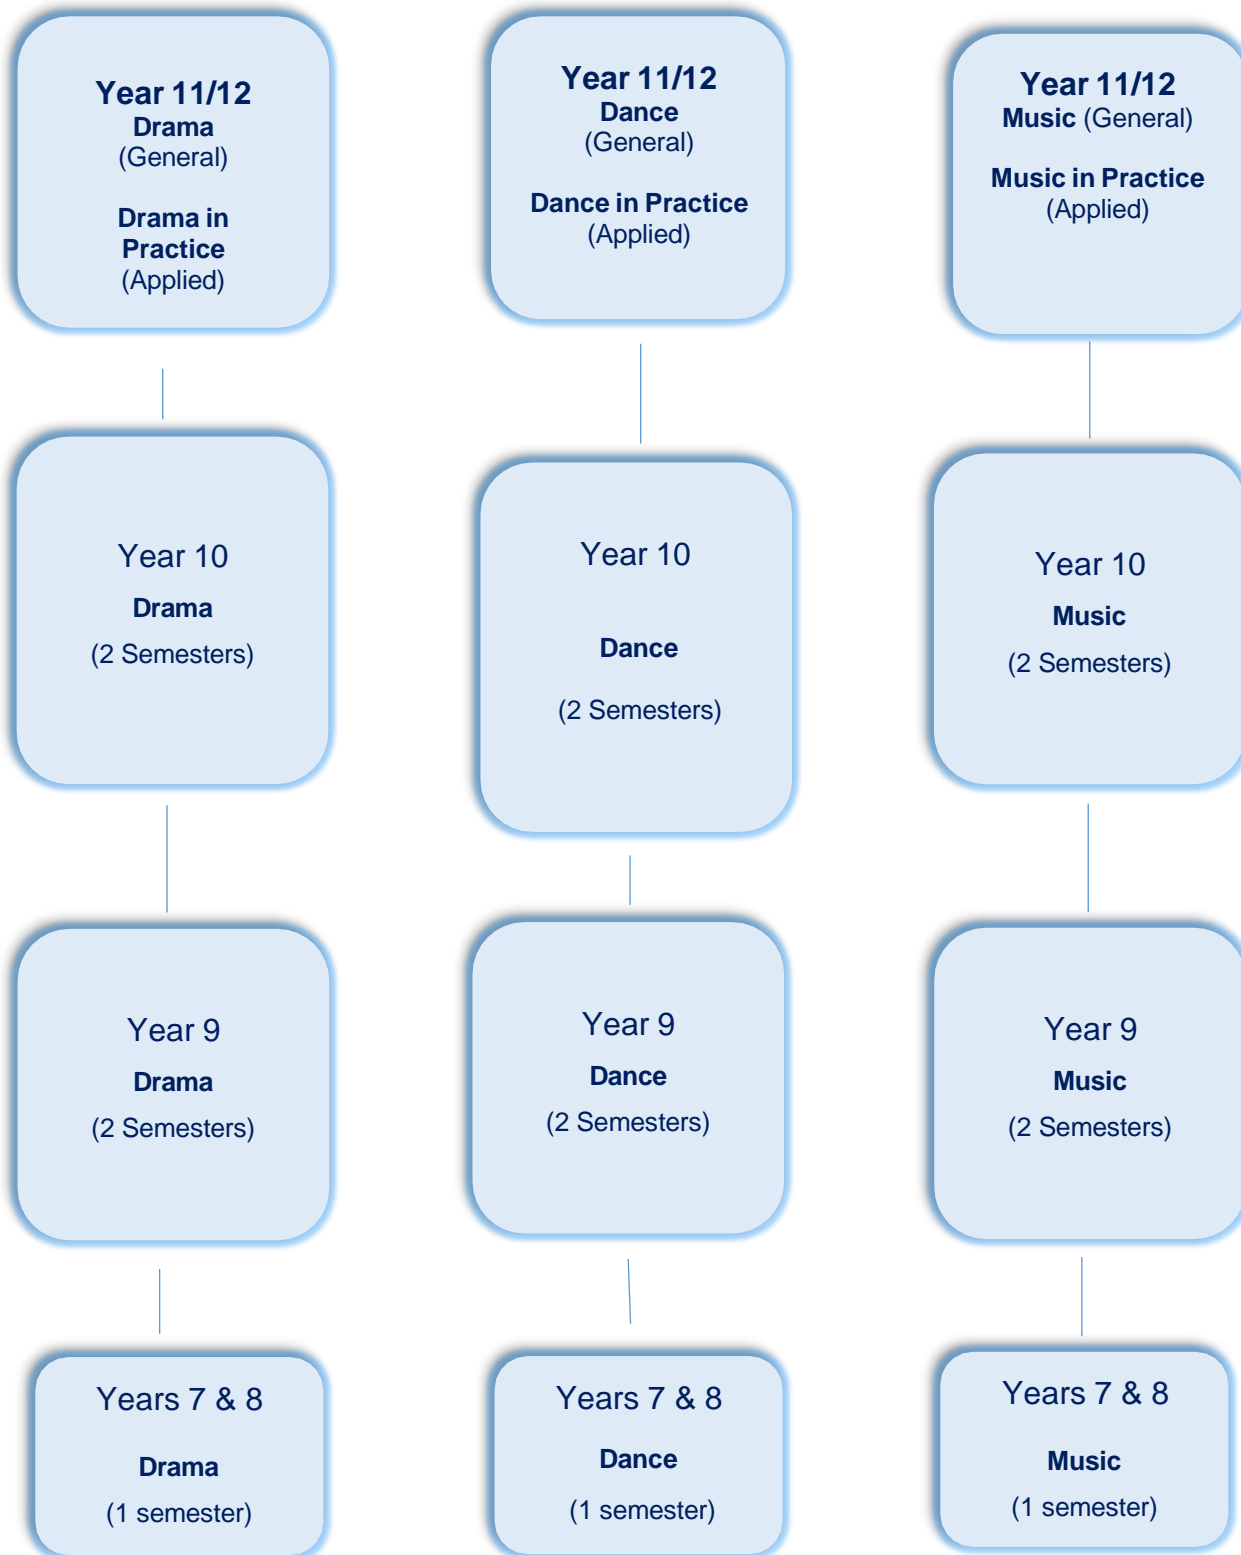 Year 11/12
Drama
(General)
Drama in
Practice
(Applied)
Year 11/12
Dance
(General)
Dance in Practice
(Applied)
Year 11/12
Music (General)
Music in Practice
(Applied)
Year 10
Drama
(2 Semesters)
Year 10
Dance
(2 Semesters)
Year 10
Music
(2 Semesters)
Year 9
Drama
(2 Semesters)
Year 9
Dance
(2 Semesters)
Year 9
Music
(2 Semesters)
Years 7 & 8
Drama
(1 semester)
Years 7 & 8
Dance
(1 semester)
Years 7 & 8
Music
(1 semester)